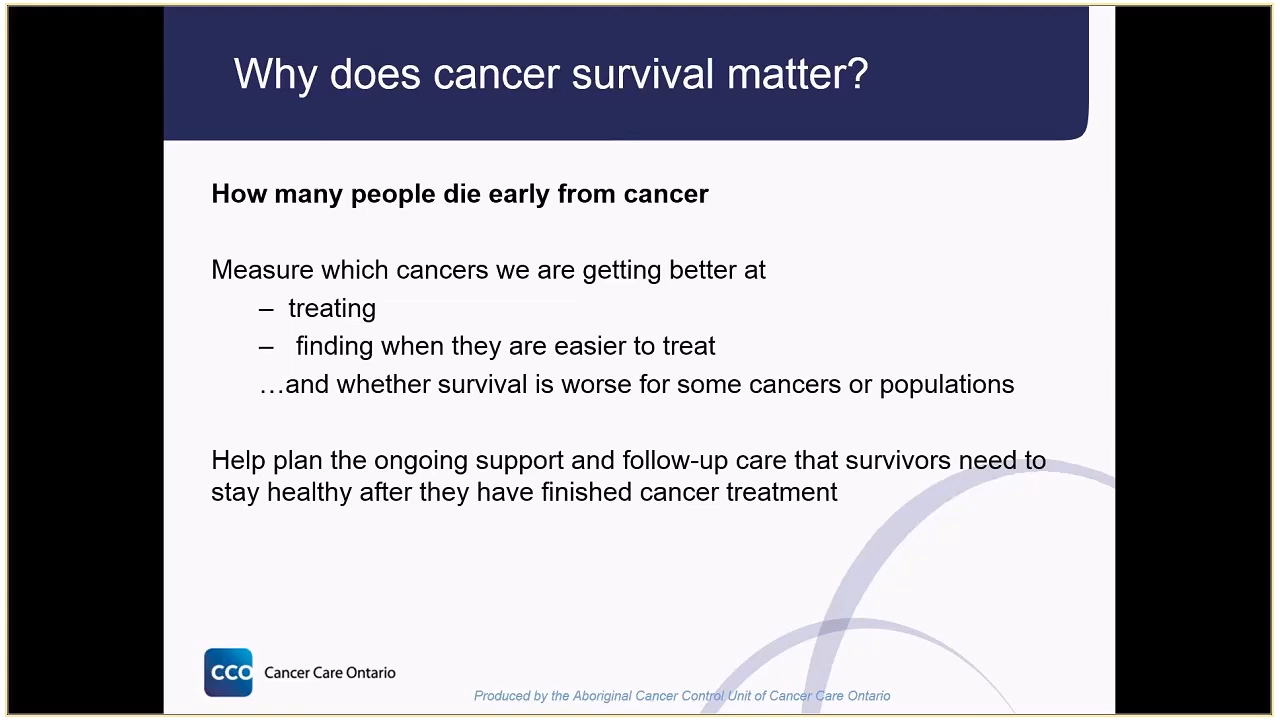 Why does cancer survival matter?
How many people die early from cancer
Measure which cancers we are getting better at
– treating
– finding when they are easier to treat
…and whether survival is worse for some cancers or populations
Help plan the ongoing support and follow-up care that survivors need to
stay healthy after they have finished cancer treatment
CCO Cancer Care Ontario
Produced by the Aboriginal Cancer Control Unit of Cancer Care Ontario